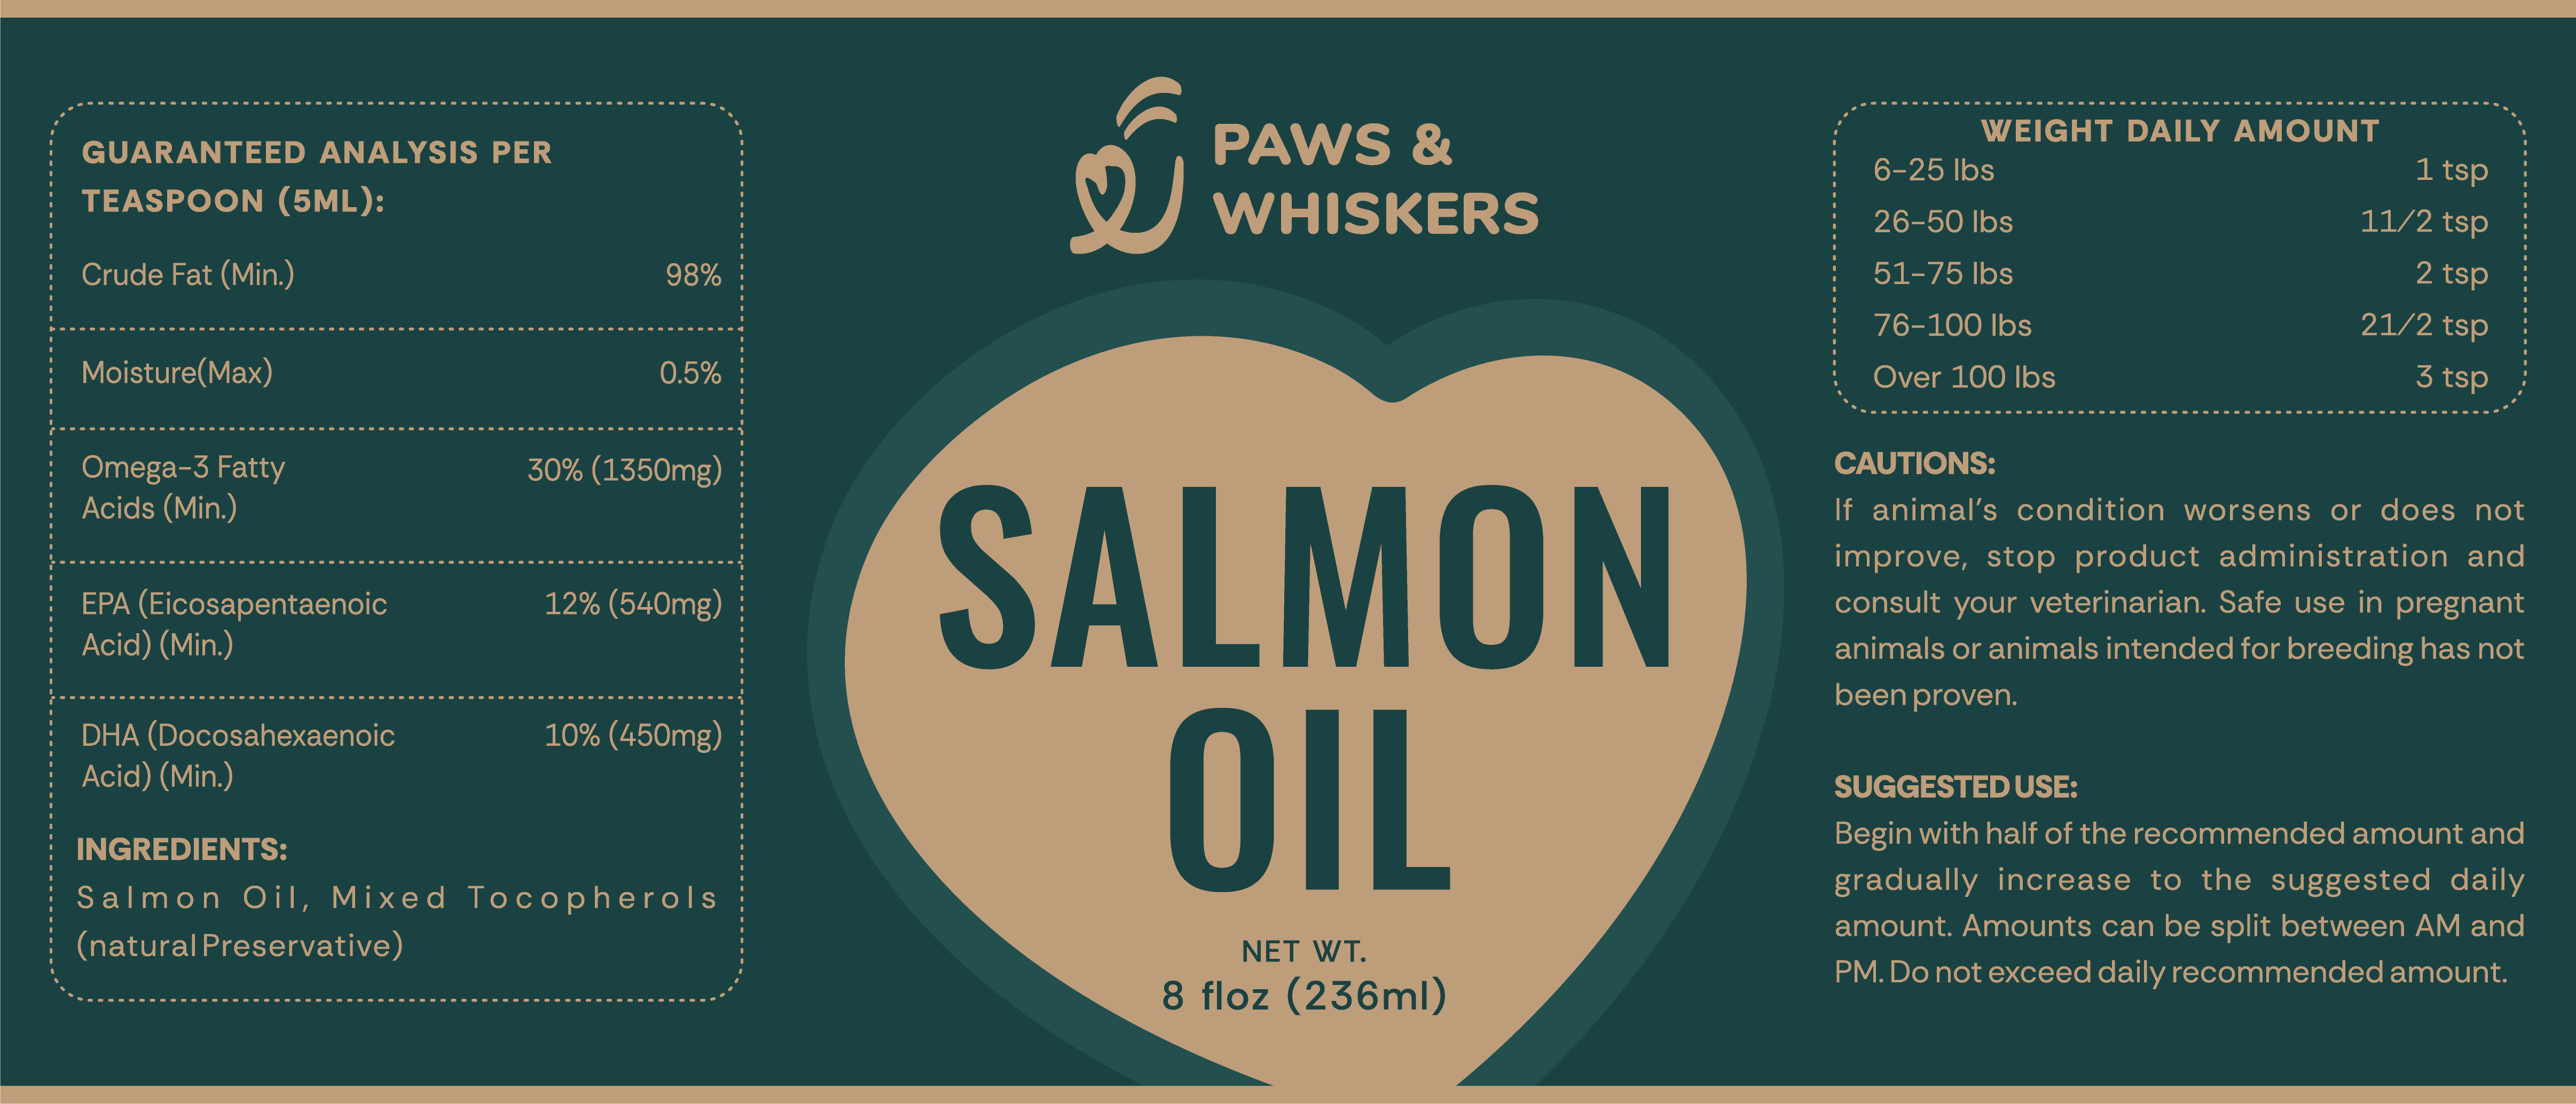 GUARANTEED ANALYSIS PER
TEASPOON (5ML):
Crude Fat (Min.) 98%
Moisture(Max) 0.5%
Omega-3 Fatty 30% (1350mg)
Acids (Min.)
EPA (Eicosapentaenoic 12% (540mg)
Acid) (Min.)
DHA (Docosahexaenoic 10% (450mg)
Acid) (Min.)
INGREDIENTS:
Salmon Oil, Mixed Tocopherols
(natural Preservative)
PAWS &
WHISKERS
SALMON
OIL
NET WT.
8 floz (236ml)
WEIGHT DAILY AMOUNT
6-25 lbs 1 tsp
26-50 lbs 11/2 tsp
51-75 lbs 2 tsp
76-100 lbs 21/2 tsp
Over 100 lbs 3 tsp
CAUTIONS:
If animal's condition worsens or does not
improve, stop product administration and
consult your veterinarian. Safe use in pregnant
animals or animals intended for breeding has not
been proven.
SUGGESTED USE:
Begin with half of the recommended amount and
gradually increase to the suggested daily
amount. Amounts can be split between AM and
PM. Do not exceed daily recommended amount.